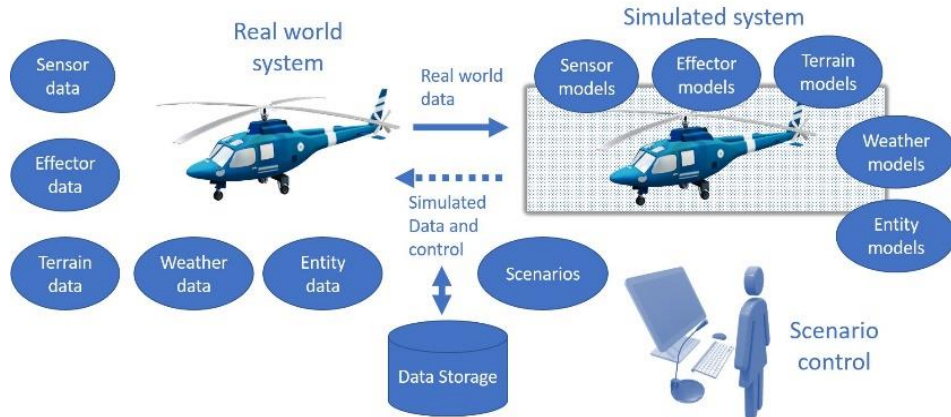 Real world
system
Simulated system
Sensor
data
Effector
data
Terrain
data
Weather
data
Entity
data
Real world
data
Simulated
Data and
control
Sensor
models
Effector
models
Terrain
models
Weather
models
Entity
models
Scenarios
Data Storage
Scenario
control